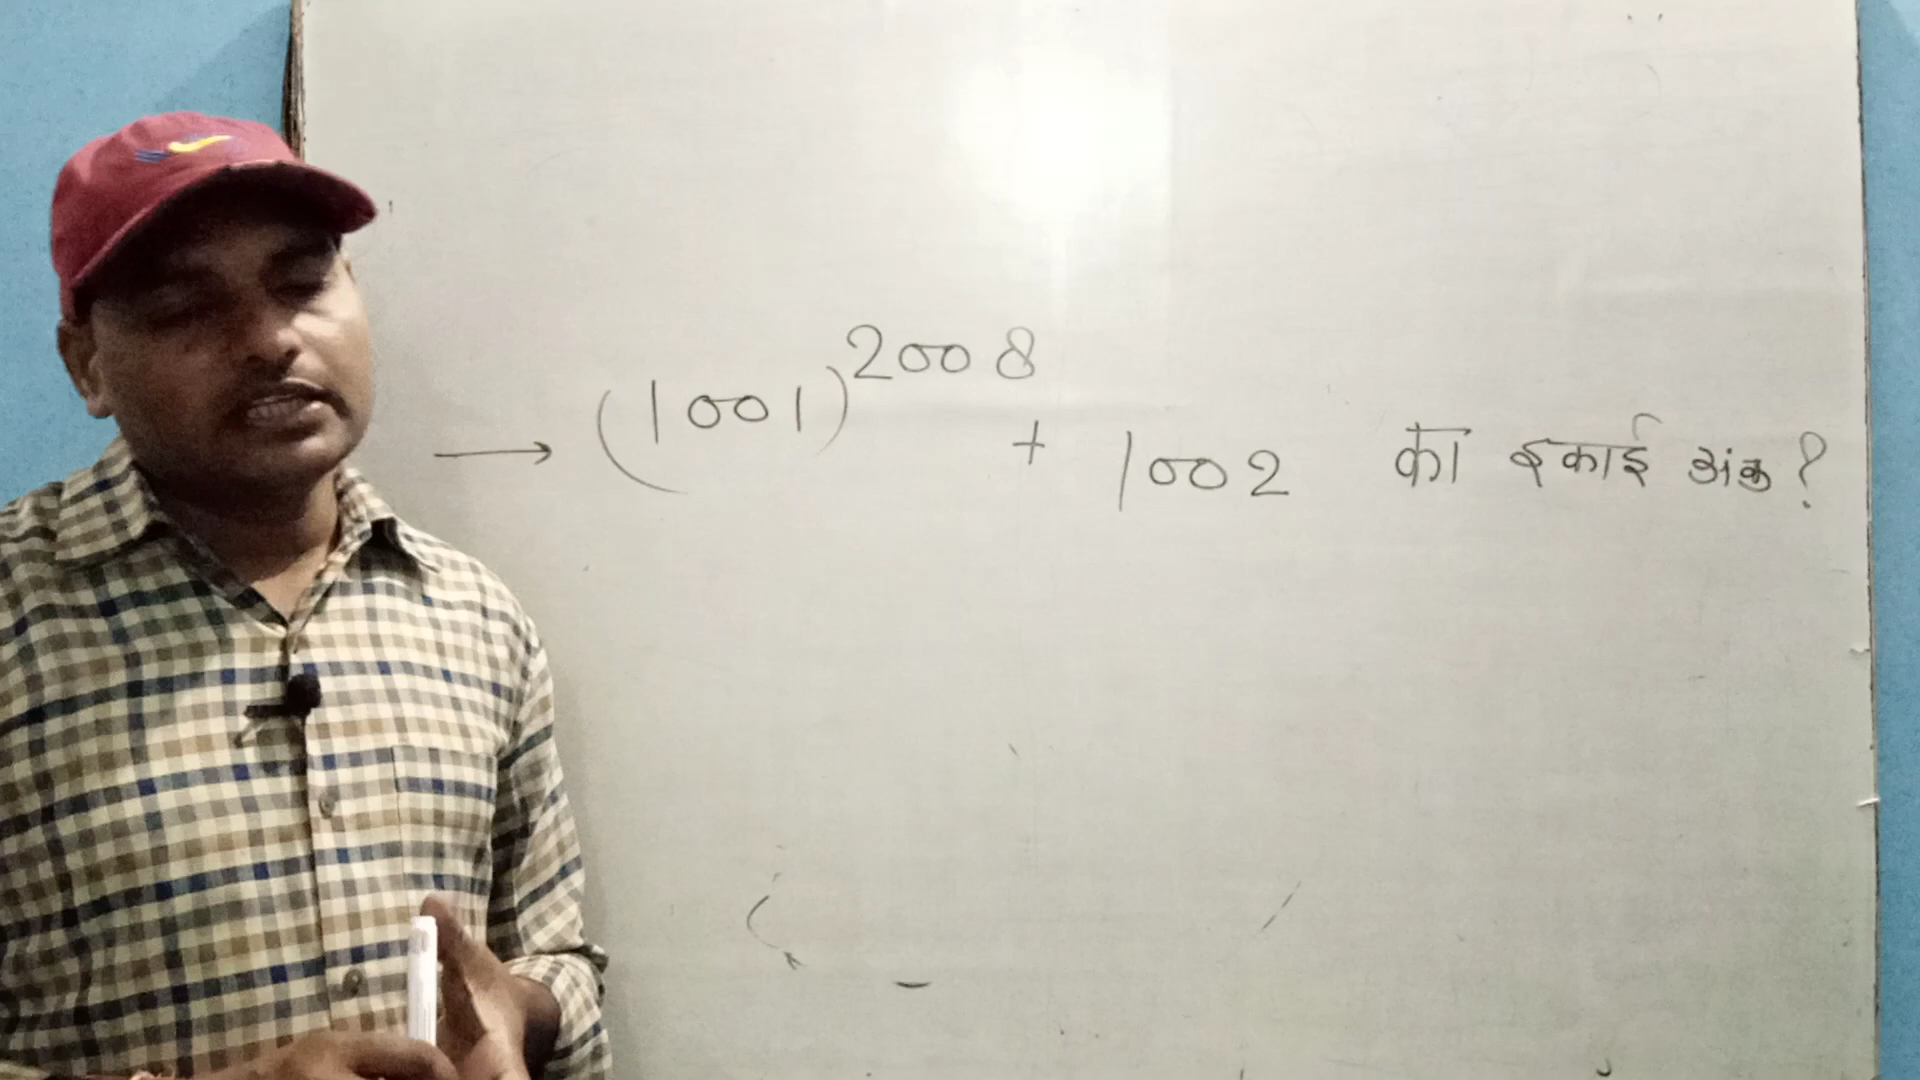 → (1001)^2008 + 1002 का इकाई अंक?